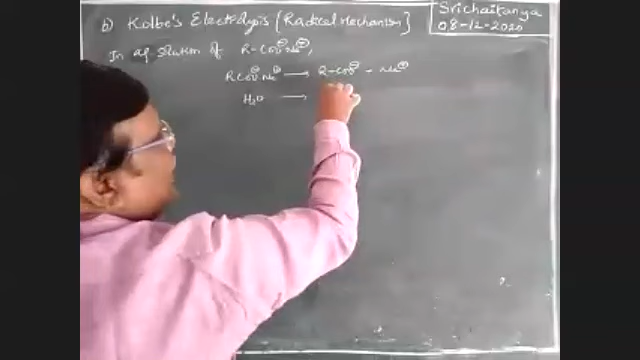 b) Kolbe's Electrolysis (Radical Mechanism)
Srichaitanya
08-12-2020
In aq solution of R-COO⊖Na⊕,
RCOO⊖Na⊕ ⟶ R-COO⊖ + Na⊕
H₂O ⟶